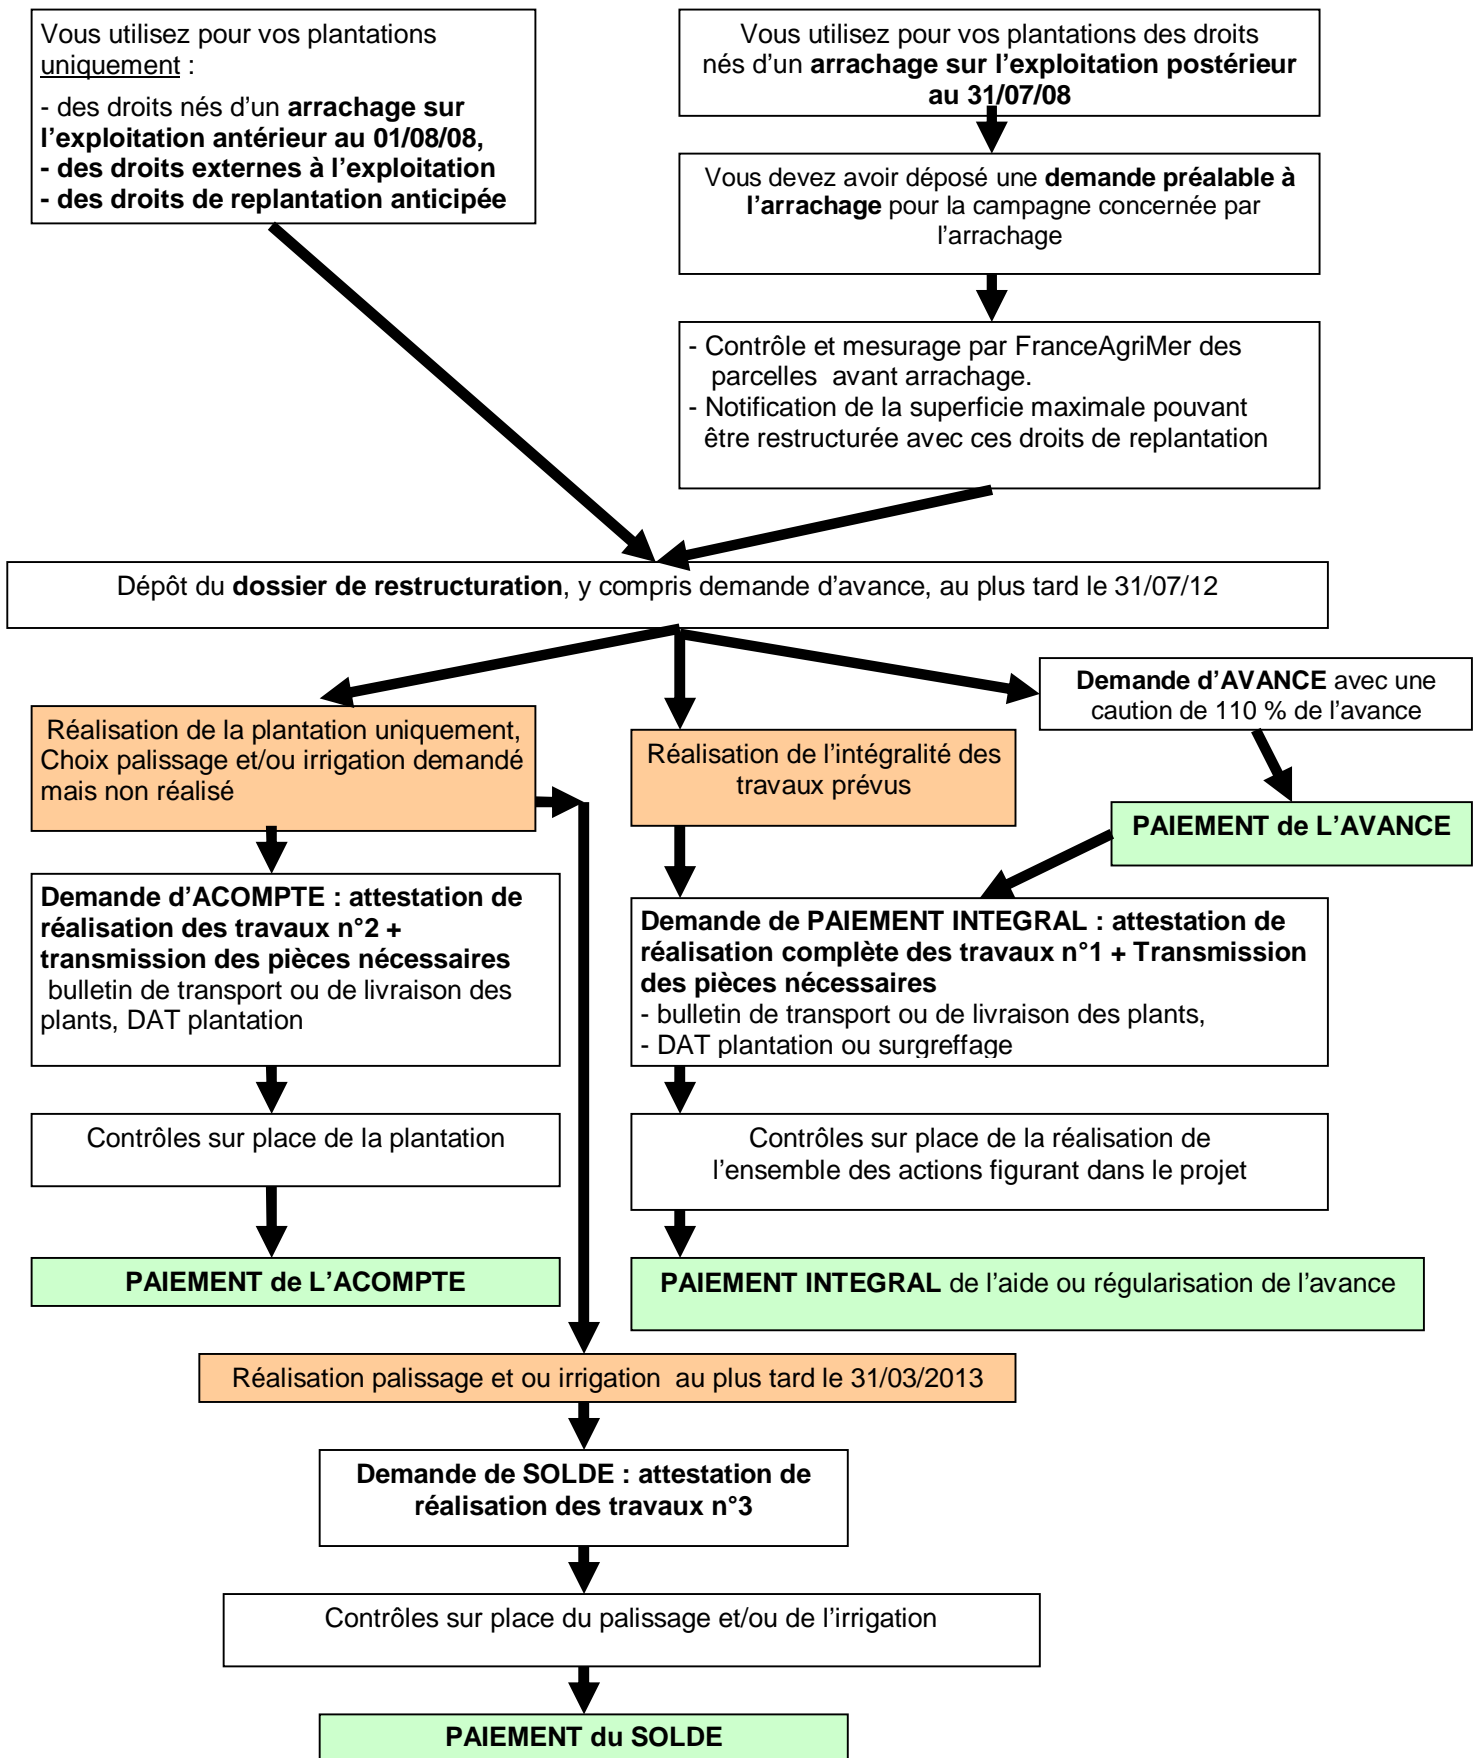 Vous utilisez pour vos plantations
uniquement :
- des droits nés d’un arrachage sur
l’exploitation antérieur au 01/08/08,
- des droits externes à l’exploitation
- des droits de replantation anticipée
Vous utilisez pour vos plantations des droits
nés d’un arrachage sur l’exploitation postérieur
au 31/07/08
Vous devez avoir déposé une demande préalable à
l’arrachage pour la campagne concernée par
l’arrachage
- Contrôle et mesurage par FranceAgriMer des
parcelles avant arrachage.
- Notification de la superficie maximale pouvant
être restructurée avec ces droits de replantation
Dépôt du dossier de restructuration, y compris demande d’avance, au plus tard le 31/07/12
Demande d’AVANCE avec une
caution de 110 % de l’avance
Réalisation de la plantation uniquement,
Choix palissage et/ou irrigation demandé
mais non réalisé
Réalisation de l’intégralité des
travaux prévus
PAIEMENT de L’AVANCE
Demande d’ACOMPTE : attestation de
réalisation des travaux n°2 +
transmission des pièces nécessaires
bulletin de transport ou de livraison des
plants, DAT plantation
Demande de PAIEMENT INTEGRAL : attestation de
réalisation complète des travaux n°1 + Transmission
des pièces nécessaires
- bulletin de transport ou de livraison des plants,
- DAT plantation ou surgreffage
Contrôles sur place de la plantation
Contrôles sur place de la réalisation de
l’ensemble des actions figurant dans le projet
PAIEMENT de L’ACOMPTE
PAIEMENT INTEGRAL de l’aide ou régularisation de l’avance
Réalisation palissage et ou irrigation au plus tard le 31/03/2013
Demande de SOLDE : attestation de
réalisation des travaux n°3
Contrôles sur place du palissage et/ou de l’irrigation
PAIEMENT du SOLDE